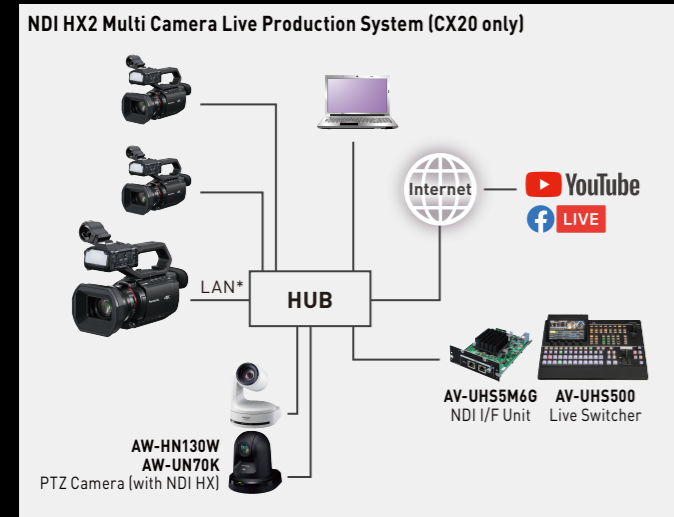 NDI HX2 Multi Camera Live Production System (CX20 only)
Internet
YouTube
LIVE
LAN*
HUB
AV-UHS5M6G
NDI I/F Unit
AV-UHS500
Live Switcher
AW-HN130W
AW-UN70K
PTZ Camera (with NDI HX)